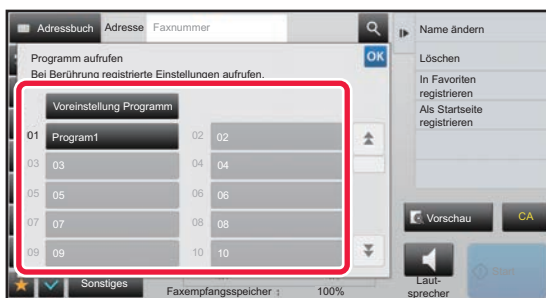 Adressbuch Adresse Faxnummer
Programm aufrufen
Bei Berührung registrierte Einstellungen aufrufen.
OK
Voreinstellung Programm
01 Program1 02 02
03 03 04 04
05 05 06 06
07 07 08 08
09 09 10 10
Sonstiges
Faxempfangsspeicher : 100%
Name ändern
Löschen
In Favoriten
registrieren
Als Startseite
registrieren
Vorschau CA
Laut-
sprecher
Start